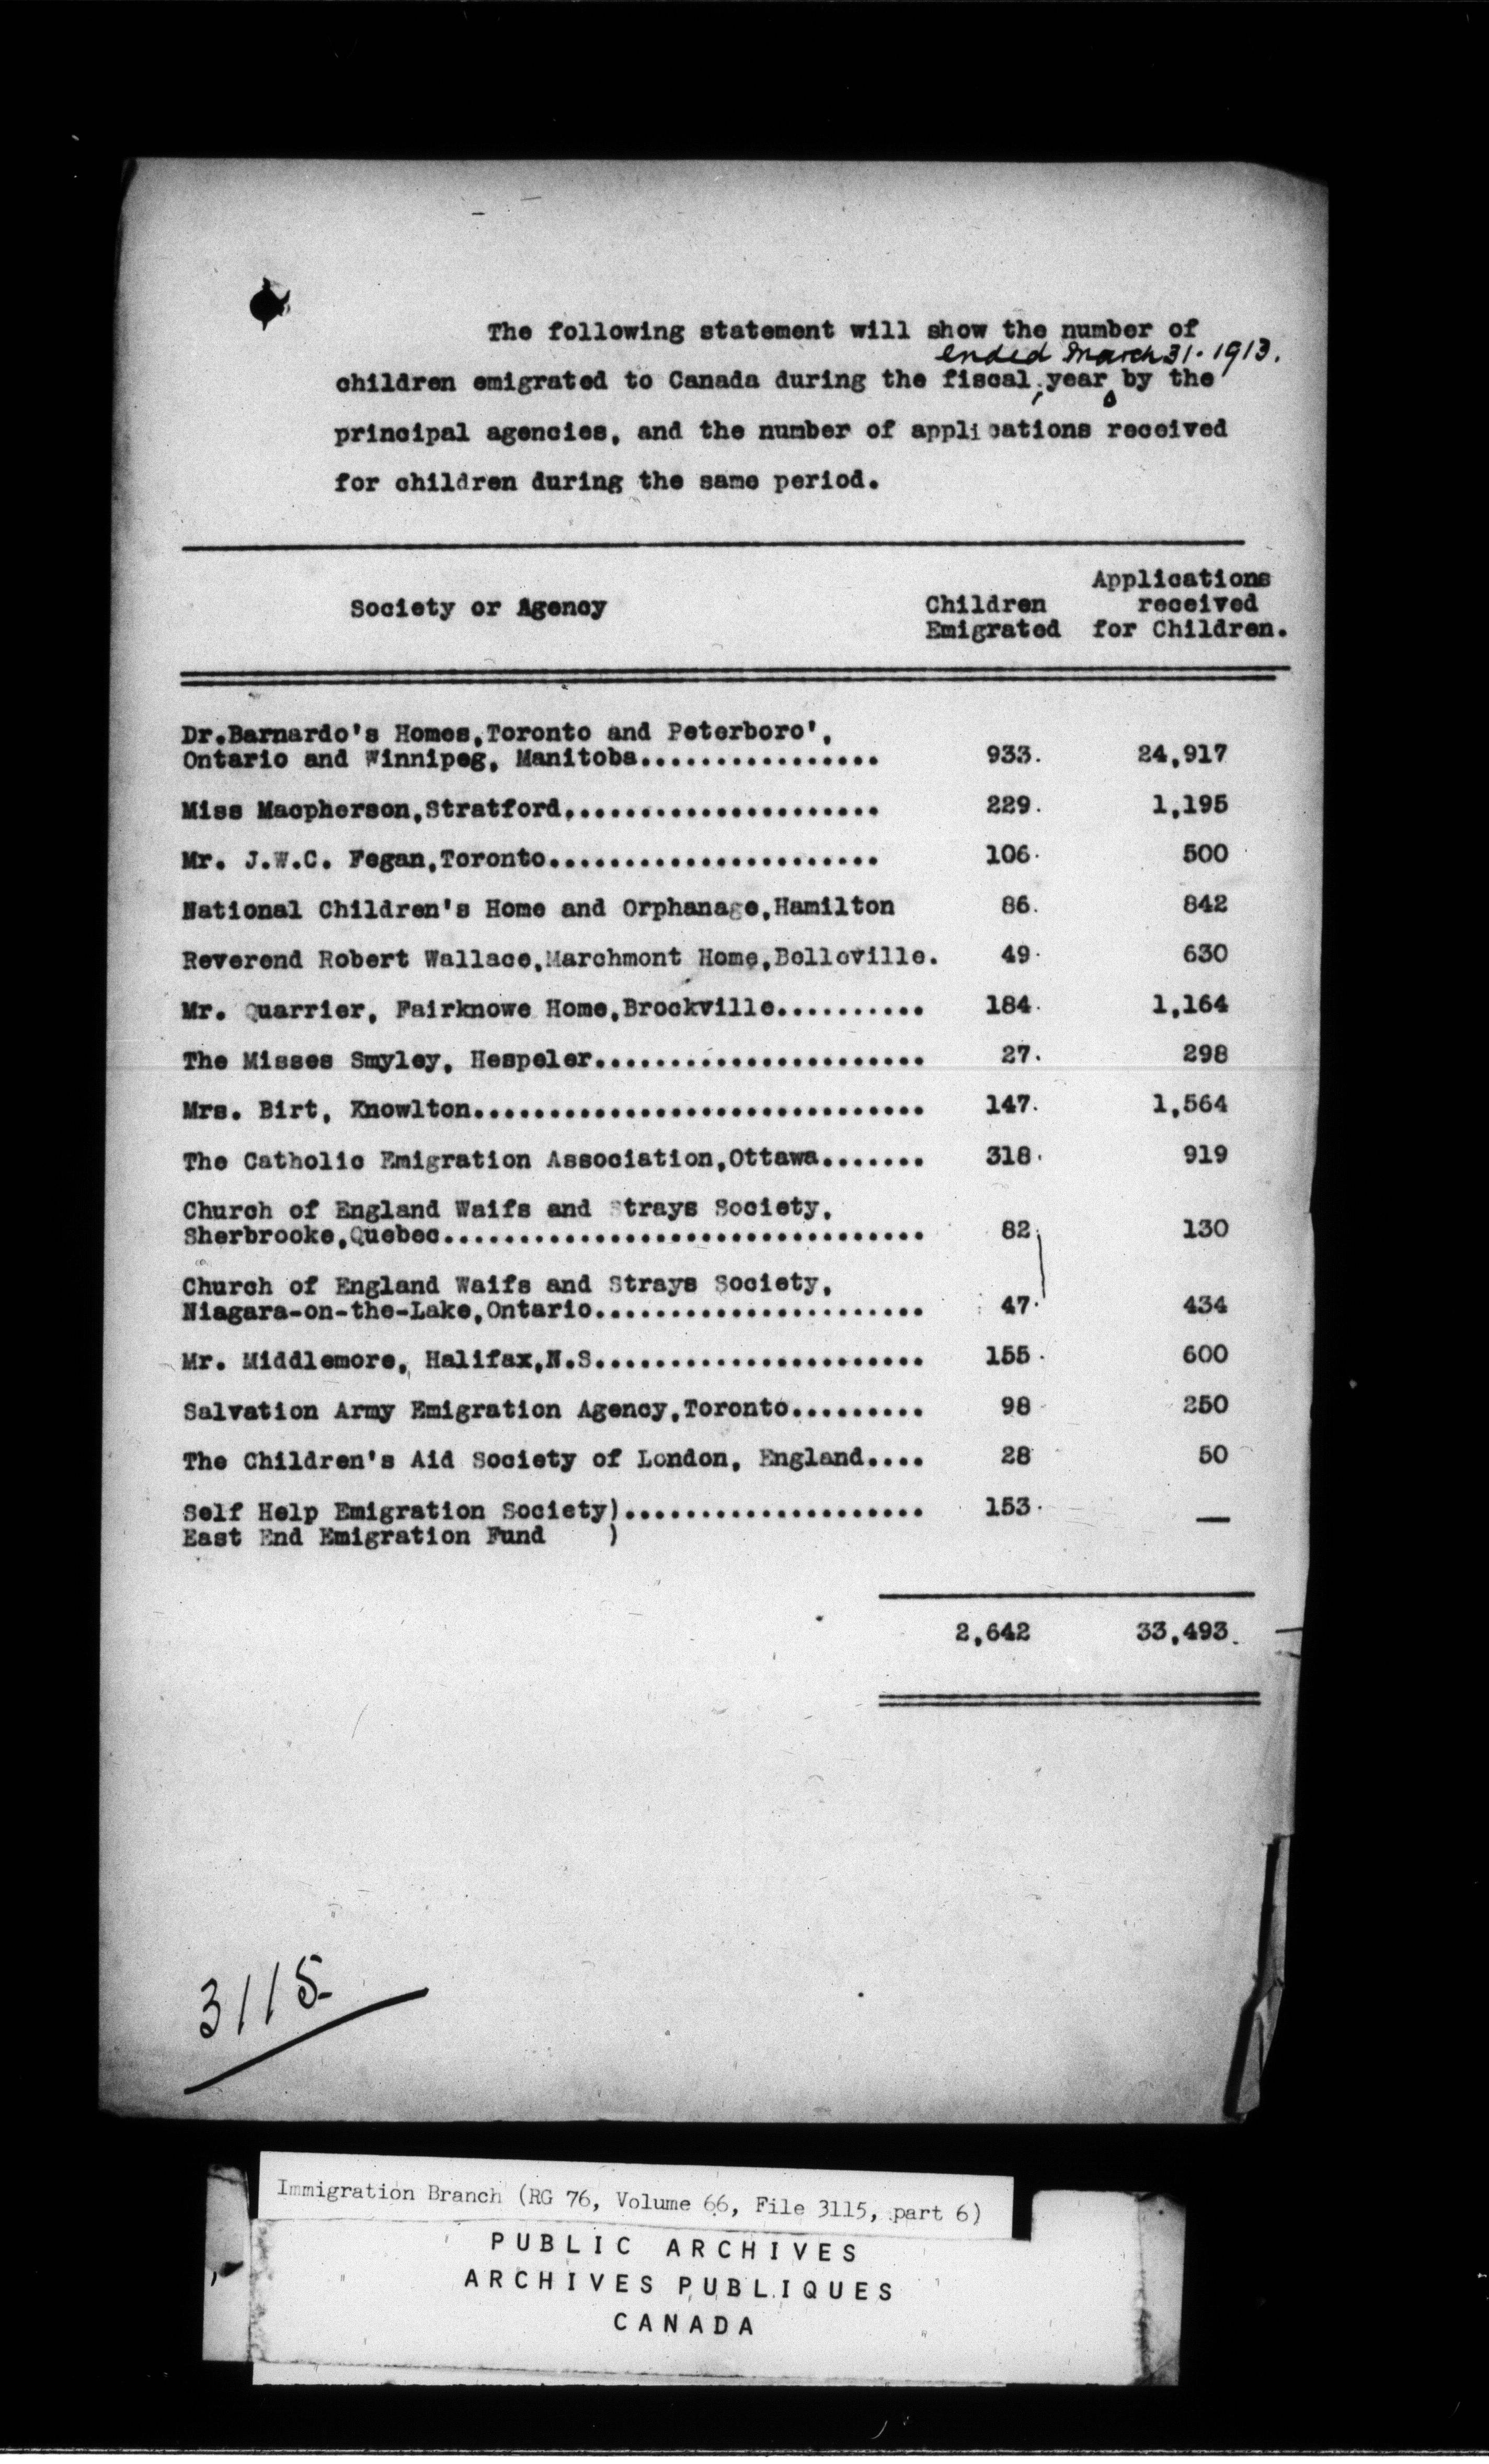 The following statement will show the number of
ended March 31. 1913.
children emigrated to Canada during the fiscal year by the
principal agencies, and the number of applications received
for children during the same period.
Society or Agency Children Emigrated Applications received for Children.
Dr.Barnardo's Homes,Toronto and Peterboro',
Ontario and Winnipeg, Manitoba................ 933. 24,917
Miss Macpherson,Stratford..................... 229. 1,195
Mr. J.W.C. Fegan,Toronto...................... 106. 500
National Children's Home and Orphanage,Hamilton 86. 842
Reverend Robert Wallace,Marchmont Home,Belleville. 49. 630
Mr. Quarrier, Fairknowe Home,Brockville.......... 184. 1,164
The Misses Smyley, Hespeler...................... 27. 298
Mrs. Birt, Knowlton.............................. 147. 1,564
The Catholic Emigration Association,Ottawa....... 318. 919
Church of England Waifs and Strays Society,
Sherbrooke,Quebec................................ 82. 130
Church of England Waifs and Strays Society,
Niagara-on-the-Lake,Ontario...................... 47. 434
Mr. Middlemore, Halifax,N.S...................... 155. 600
Salvation Army Emigration Agency,Toronto......... 98 250
The Children's Aid Society of London, England.... 28 50
Self Help Emigration Society).................... 153. —
East End Emigration Fund )
2,642 33,493.
3115
Immigration Branch (RG 76, Volume 66, File 3115, part 6)
PUBLIC ARCHIVES
ARCHIVES PUBLIQUES
CANADA